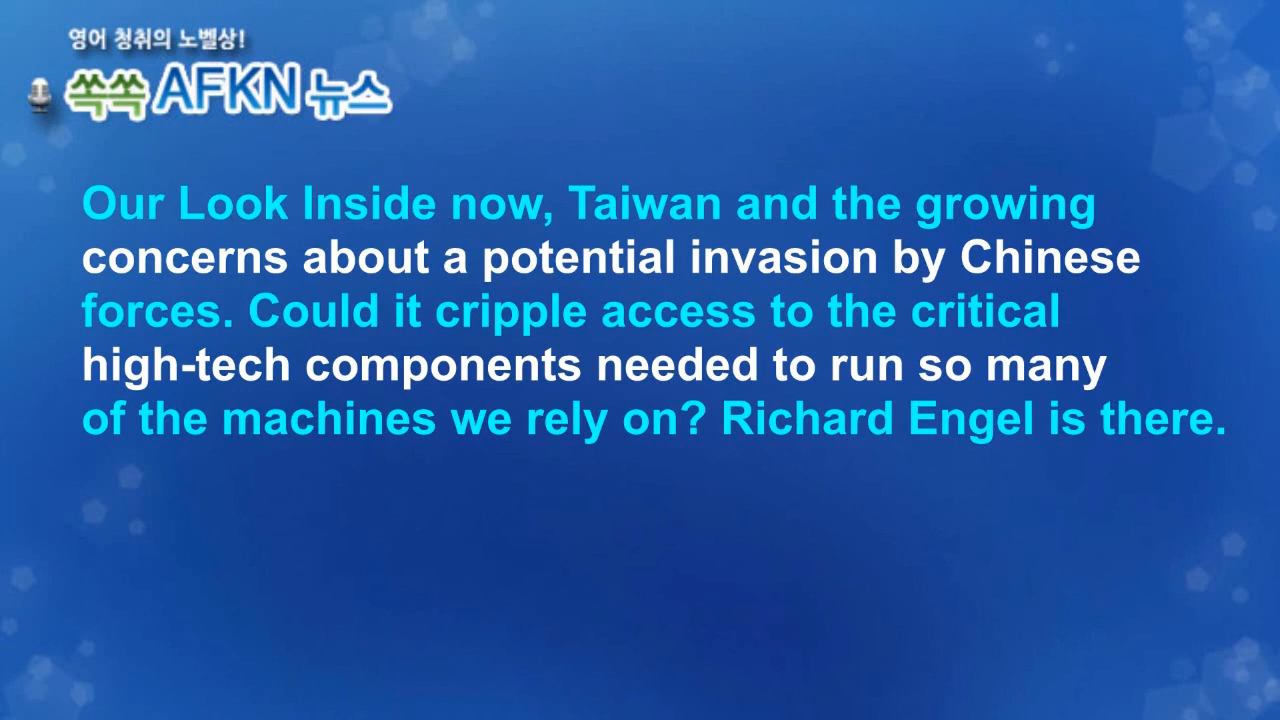 영어 청취의 노벨상!
쏙쏙 AFKN 뉴스
Our Look Inside now, Taiwan and the growing
concerns about a potential invasion by Chinese
forces. Could it cripple access to the critical
high-tech components needed to run so many
of the machines we rely on? Richard Engel is there.